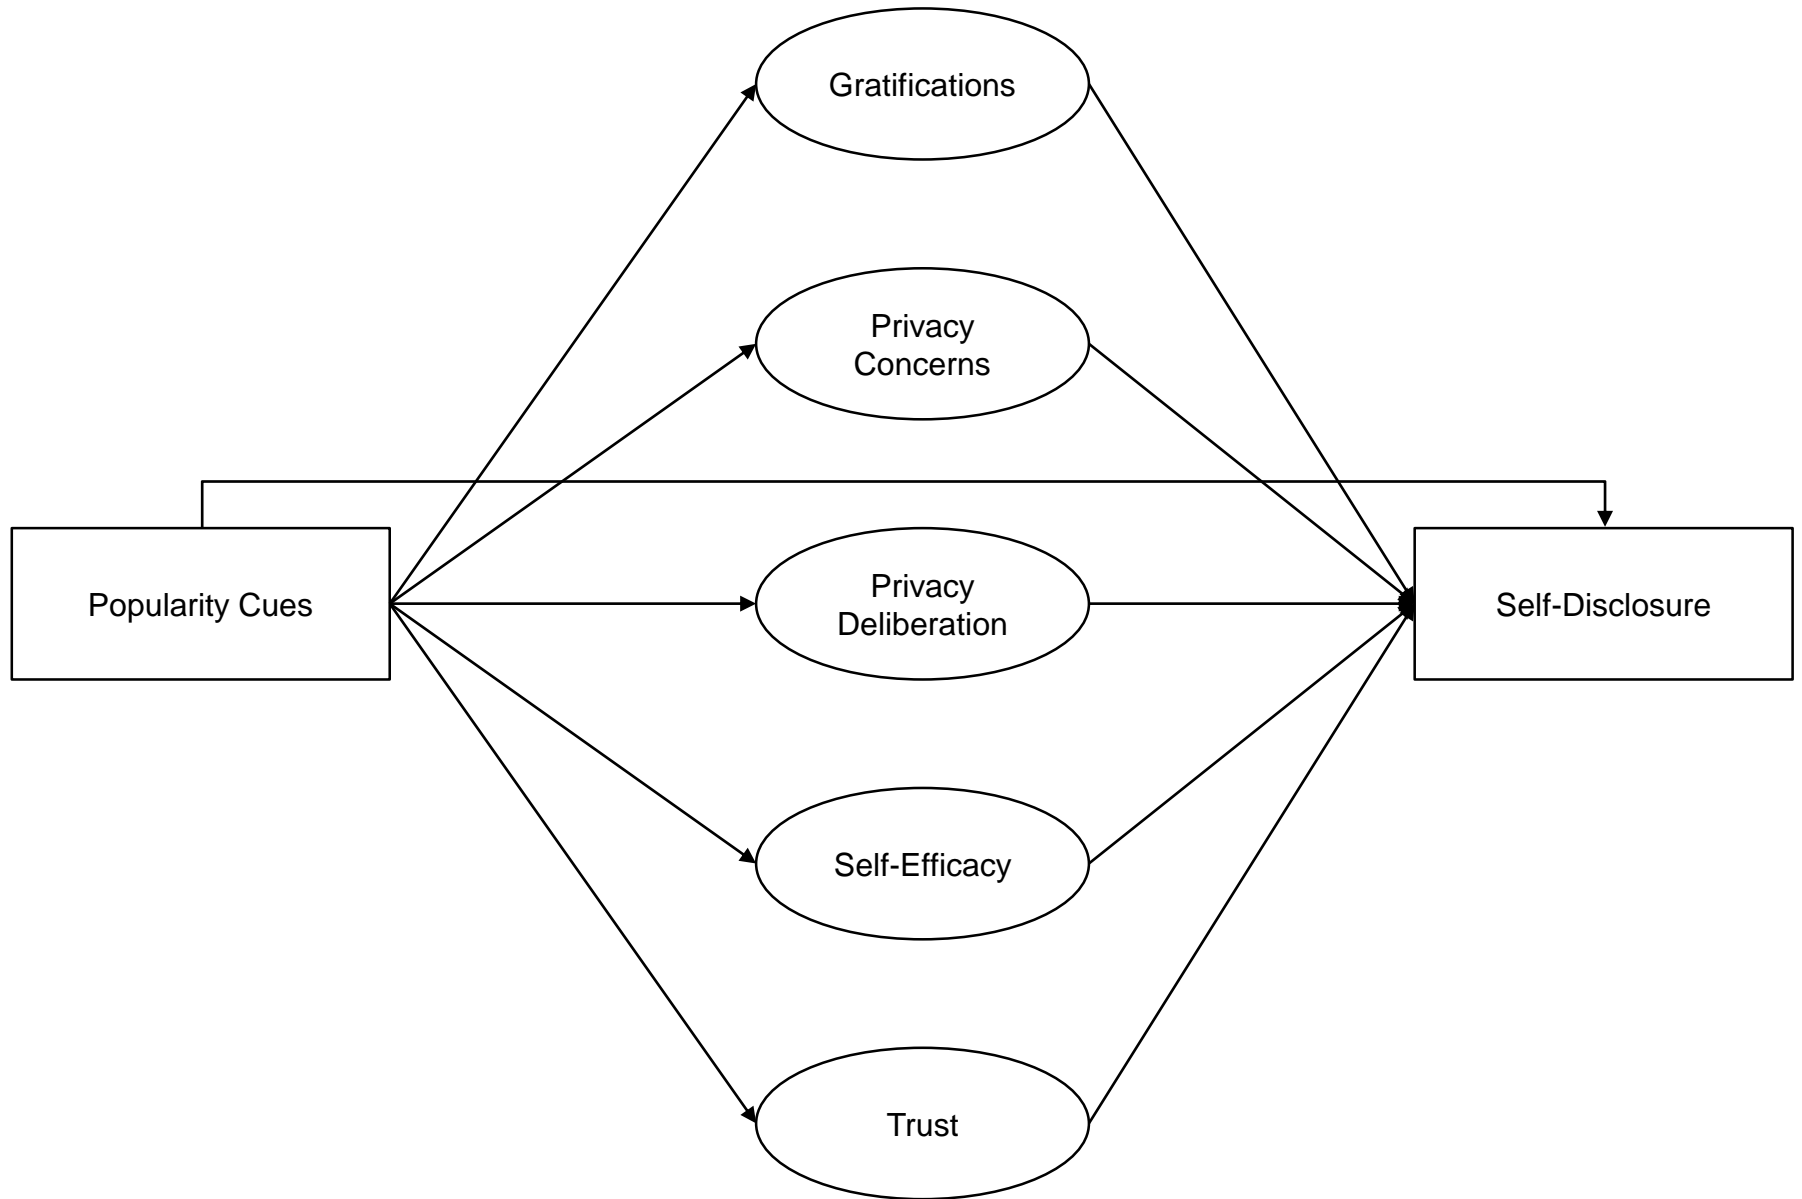 Gratifications
Privacy
Concerns
Popularity Cues
Privacy
Deliberation
Self-Disclosure
Self-Efficacy
Trust